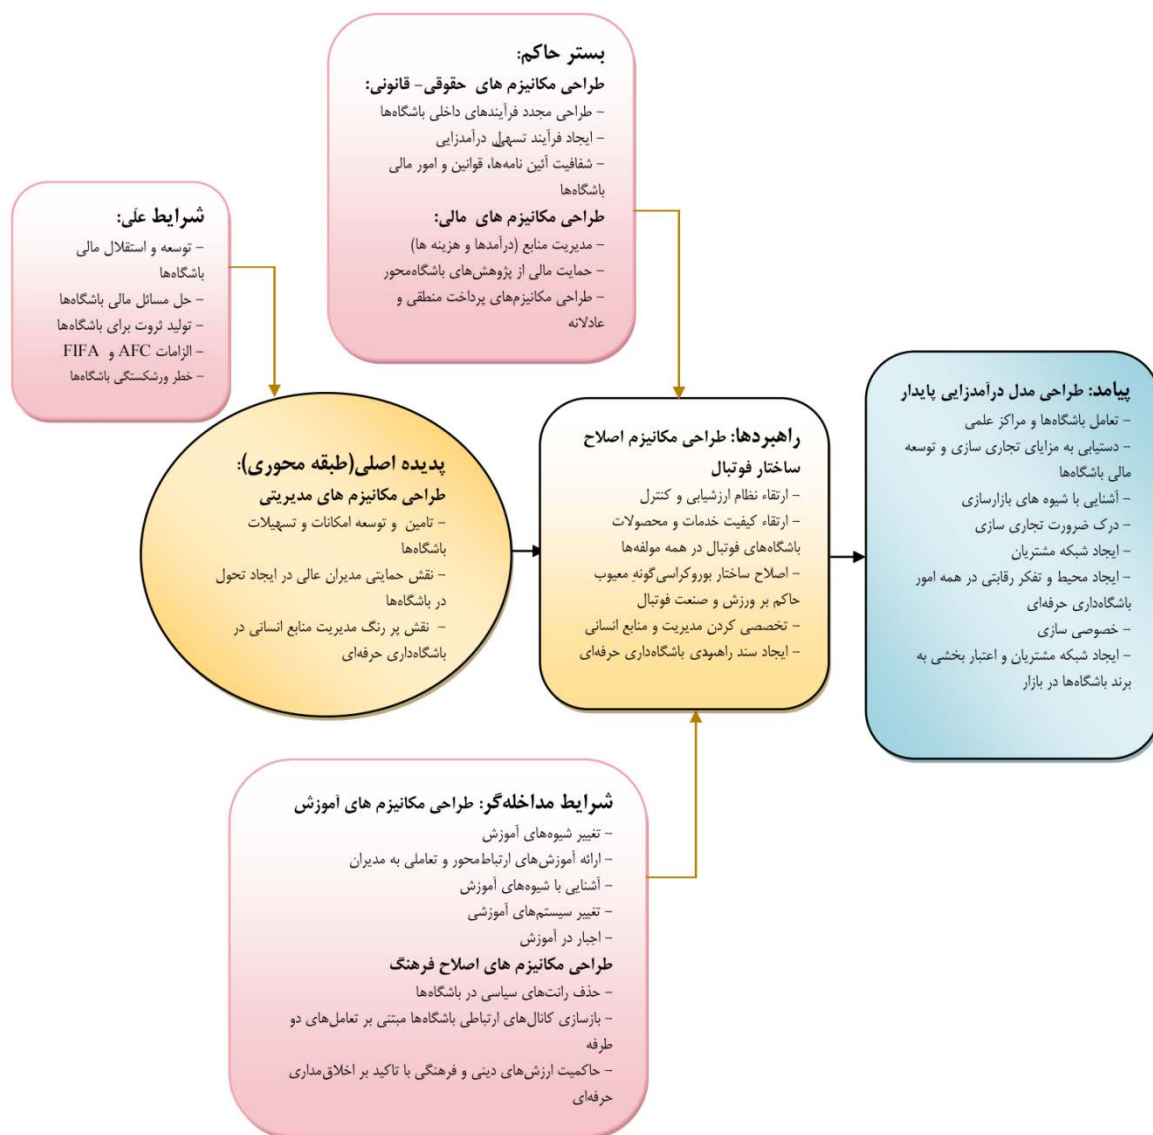 بستر حاکم:
طراحی مکانیزم های حقوقی- قانونی:
- طراحی مجدد فرآیندهای داخلی باشگاه‌ها
- ایجاد فرآیند تسهیل درآمدزایی
- شفافیت آئین نامه‌ها، قوانین و امور مالی
باشگاه‌ها
طراحی مکانیزم های مالی:
- مدیریت منابع (درآمدها و هزینه ها)
- حمایت مالی از پژوهش‌های باشگاه‌محور
- طراحی مکانیزم‌های پرداخت منطقی و
عادلانه
شرایط علّی:
- توسعه و استقلال مالی
باشگاه‌ها
- حل مسائل مالی باشگاه‌ها
- تولید ثروت برای باشگاه‌ها
- الزامات AFC و FIFA
- خطر ورشکستگی باشگاه‌ها
پدیده اصلی(طبقه محوری):
طراحی مکانیزم های مدیریتی
- تامین و توسعه امکانات و تسهیلات
باشگاه‌ها
- نقش حمایتی مدیران عالی در ایجاد تحول
در باشگاه‌ها
- نقش پر رنگ مدیریت منابع انسانی در
باشگاه‌داری حرفه‌ای
راهبردها: طراحی مکانیزم اصلاح
ساختار فوتبال
- ارتقاء نظام ارزشیابی و کنترل
- ارتقاء کیفیت خدمات و محصولات
باشگاه‌های فوتبال در همه مولفه‌ها
- اصلاح ساختار بوروکراسی‌گونهِ معیوب
حاکم بر ورزش و صنعت فوتبال
- تخصصی کردن مدیریت و منابع انسانی
- ایجاد سند راهبردی باشگاه‌داری حرفه‌ای
پیامد: طراحی مدل درآمدزایی پایدار
- تعامل باشگاه‌ها و مراکز علمی
- دستیابی به مزایای تجاری سازی و توسعه
مالی باشگاه‌ها
- آشنایی با شیوه های بازارسازی
- درک ضرورت تجاری سازی
- ایجاد شبکه مشتریان
- ایجاد محیط و تفکر رقابتی در همه امور
باشگاه‌داری حرفه‌ای
- خصوصی سازی
- ایجاد شبکه مشتریان و اعتبار بخشی به
برند باشگاه‌ها در بازار
شرایط مداخله‌گر: طراحی مکانیزم های آموزش
- تغییر شیوه‌های آموزش
- ارائه آموزش‌های ارتباط‌محور و تعاملی به مدیران
- آشنایی با شیوه‌های آموزش
- تغییر سیستم‌های آموزشی
- اجبار در آموزش
طراحی مکانیزم های اصلاح فرهنگ
- حذف رانت‌های سیاسی در باشگاه‌ها
- بازسازی کانال‌های ارتباطی باشگاه‌ها مبتنی بر تعامل‌های دو
طرفه
- حاکمیت ارزش‌های دینی و فرهنگی با تاکید بر اخلاق‌مداری
حرفه‌ای